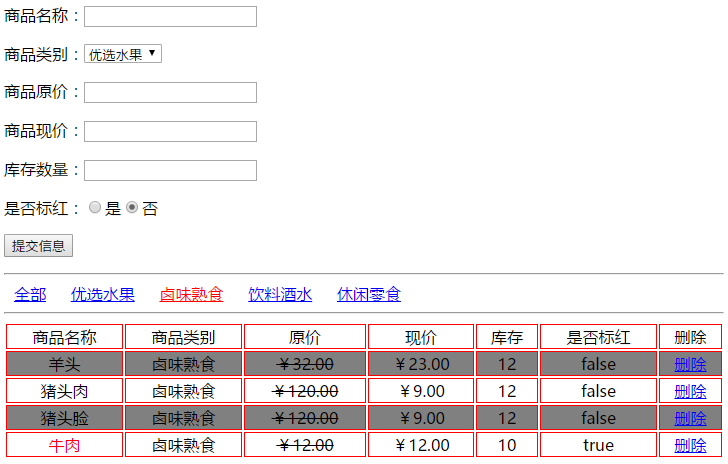 商品名称：
商品类别： 优选水果
商品原价：
商品现价：
库存数量：
是否标红： 是 否
提交信息
全部 优选水果 卤味熟食 饮料酒水 休闲零食
商品名称 商品类别 原价 现价 库存 是否标红 删除
羊头 卤味熟食 ￥32.00 ￥23.00 12 false 删除
猪头肉 卤味熟食 ￥120.00 ￥9.00 12 false 删除
猪头脸 卤味熟食 ￥120.00 ￥9.00 12 false 删除
牛肉 卤味熟食 ￥12.00 ￥12.00 10 true 删除